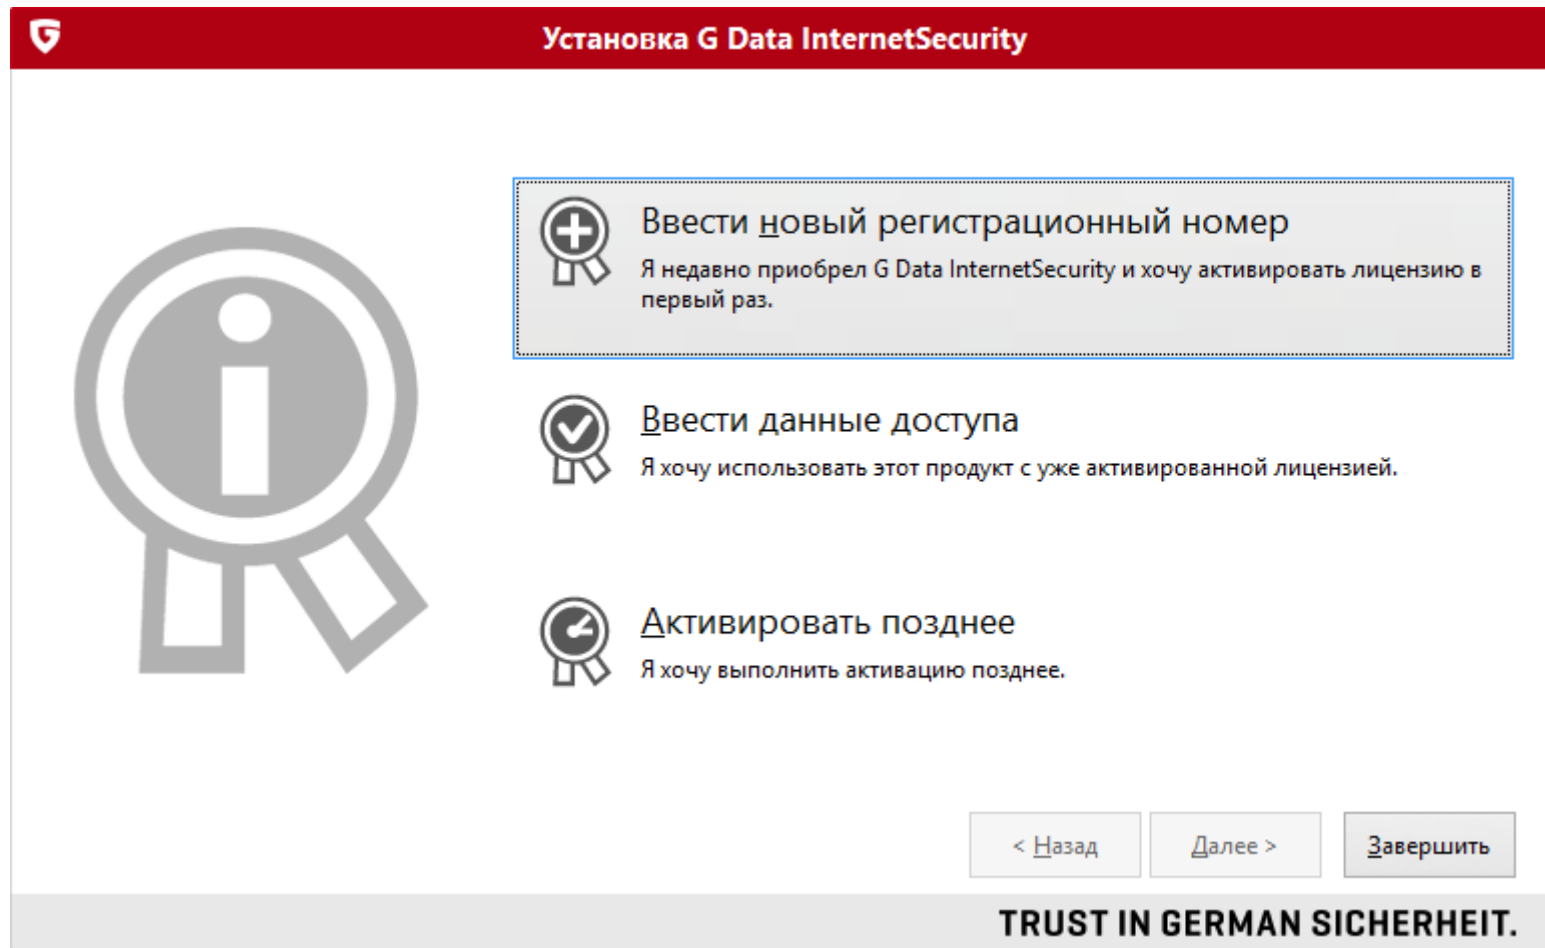 Установка G Data InternetSecurity
Ввести новый регистрационный номер
Я недавно приобрел G Data InternetSecurity и хочу активировать лицензию в
первый раз.
Ввести данные доступа
Я хочу использовать этот продукт с уже активированной лицензией.
Активировать позднее
Я хочу выполнить активацию позднее.
< Назад
Далее >
Завершить
TRUST IN GERMAN SICHERHEIT.